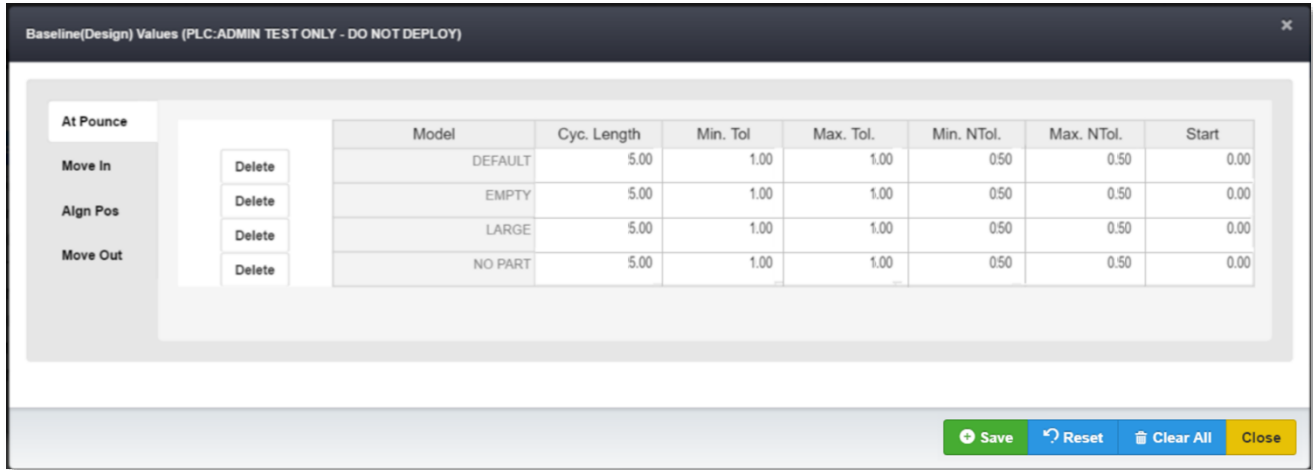 Baseline(Design) Values (PLC:ADMIN TEST ONLY - DO NOT DEPLOY) ×
At Pounce
Move In
Algn Pos
Move Out
Model Cyc. Length Min. Tol Max. Tol. Min. NTol. Max. NTol. Start
Delete DEFAULT 5.00 1.00 1.00 0.50 0.50 0.00
Delete EMPTY 5.00 1.00 1.00 0.50 0.50 0.00
Delete LARGE 5.00 1.00 1.00 0.50 0.50 0.00
Delete NO PART 5.00 1.00 1.00 0.50 0.50 0.00
Save Reset Clear All Close